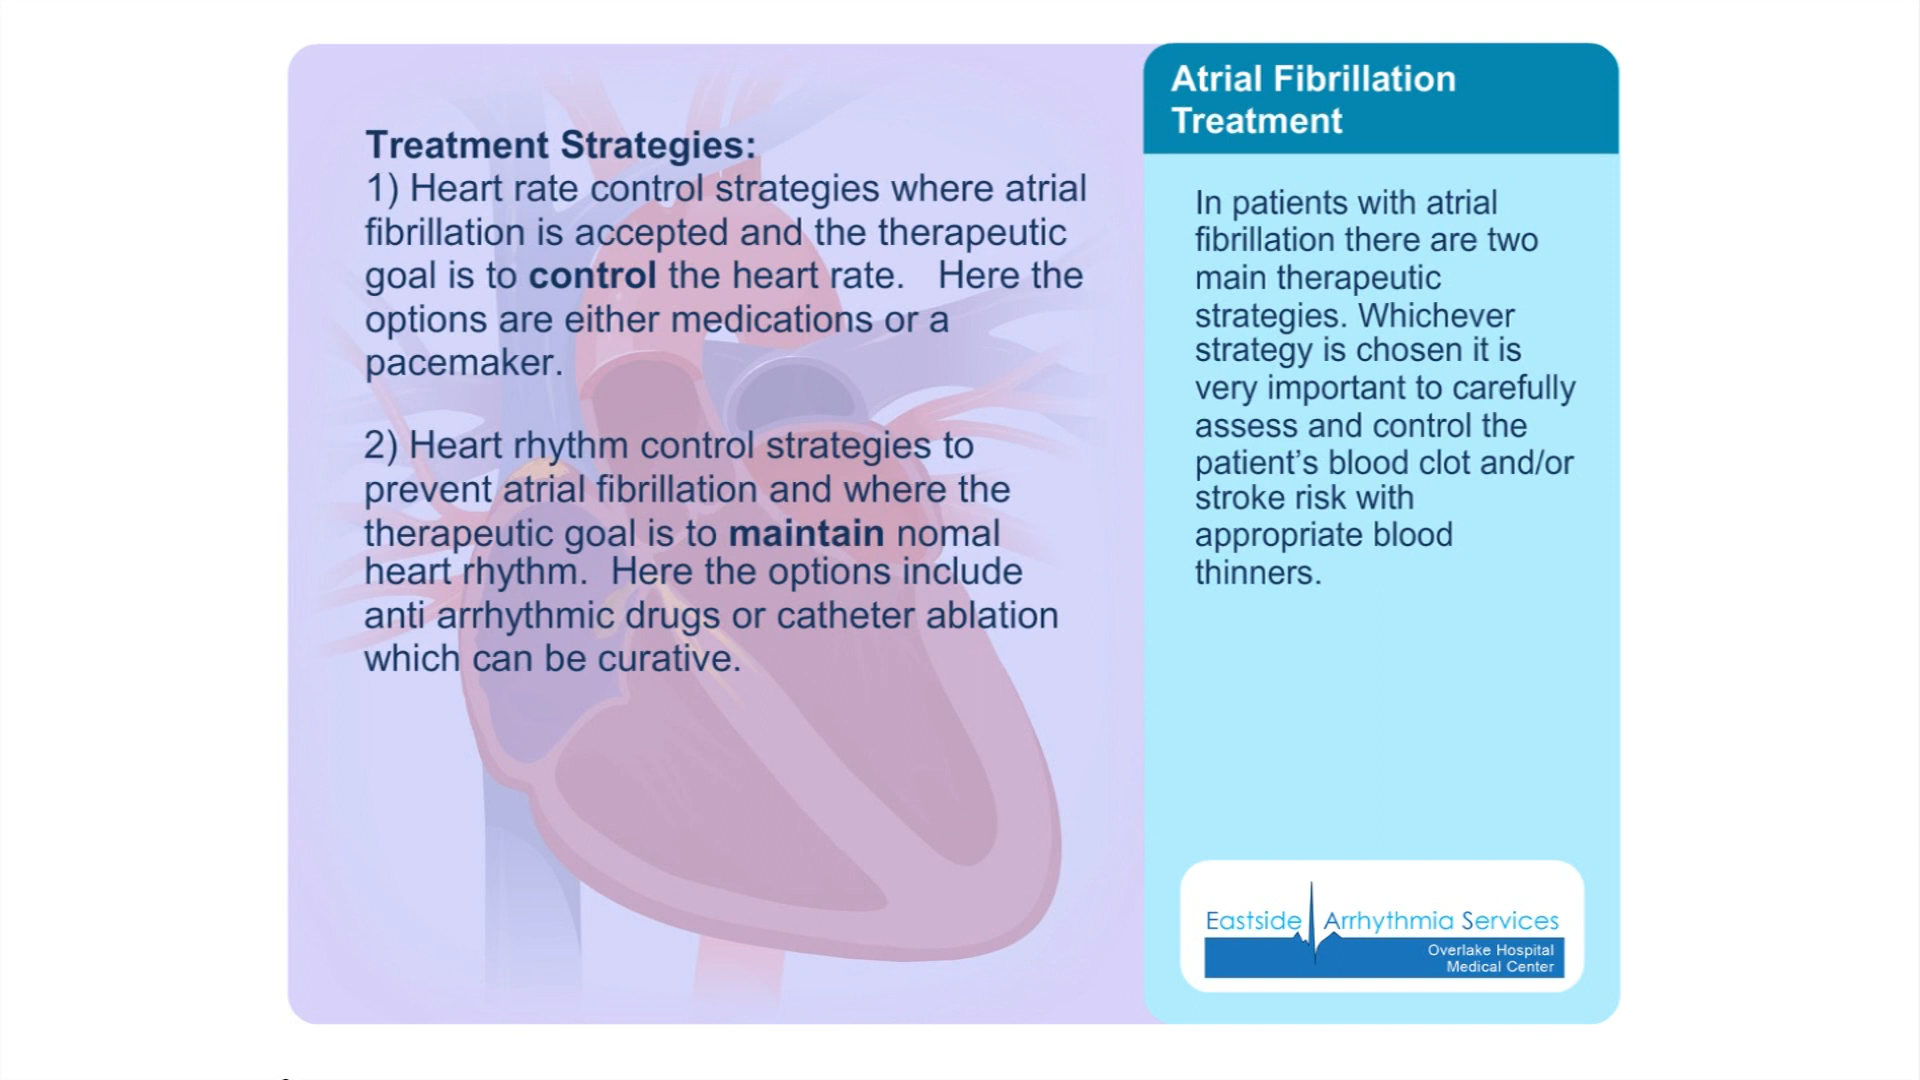 Treatment Strategies:
1) Heart rate control strategies where atrial
fibrillation is accepted and the therapeutic
goal is to control the heart rate.   Here the
options are either medications or a
pacemaker.
2) Heart rhythm control strategies to
prevent atrial fibrillation and where the
therapeutic goal is to maintain nomal
heart rhythm.  Here the options include
anti arrhythmic drugs or catheter ablation
which can be curative.
Atrial Fibrillation
Treatment
In patients with atrial
fibrillation there are two
main therapeutic
strategies. Whichever
strategy is chosen it is
very important to carefully
assess and control the
patient’s blood clot and/or
stroke risk with
appropriate blood
thinners.
Eastside Arrhythmia Services
Overlake Hospital
Medical Center